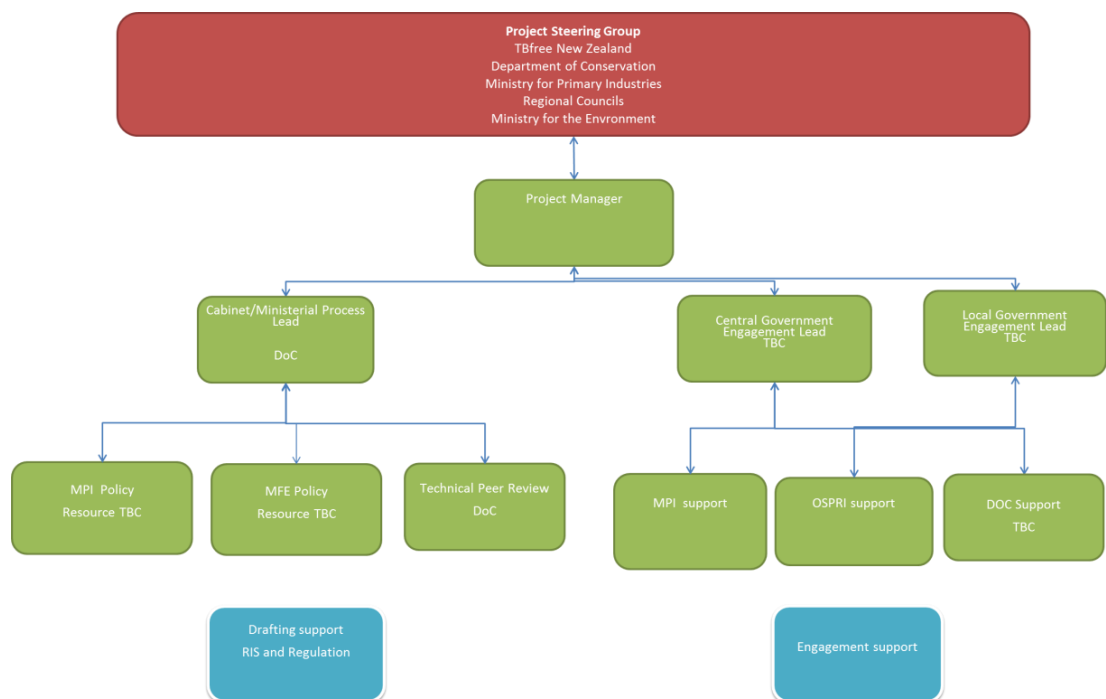 Project Steering Group
TBfree New Zealand
Department of Conservation
Ministry for Primary Industries
Regional Councils
Ministry for the Envronment
Project Manager
Cabinet/Ministerial Process
Lead
DoC
Central Government
Engagement Lead
TBC
Local Government
Engagement Lead
TBC
MPI Policy
Resource TBC
MFE Policy
Resource TBC
Technical Peer Review
DoC
MPI support
OSPRI support
DOC Support
TBC
Drafting support
RIS and Regulation
Engagement support